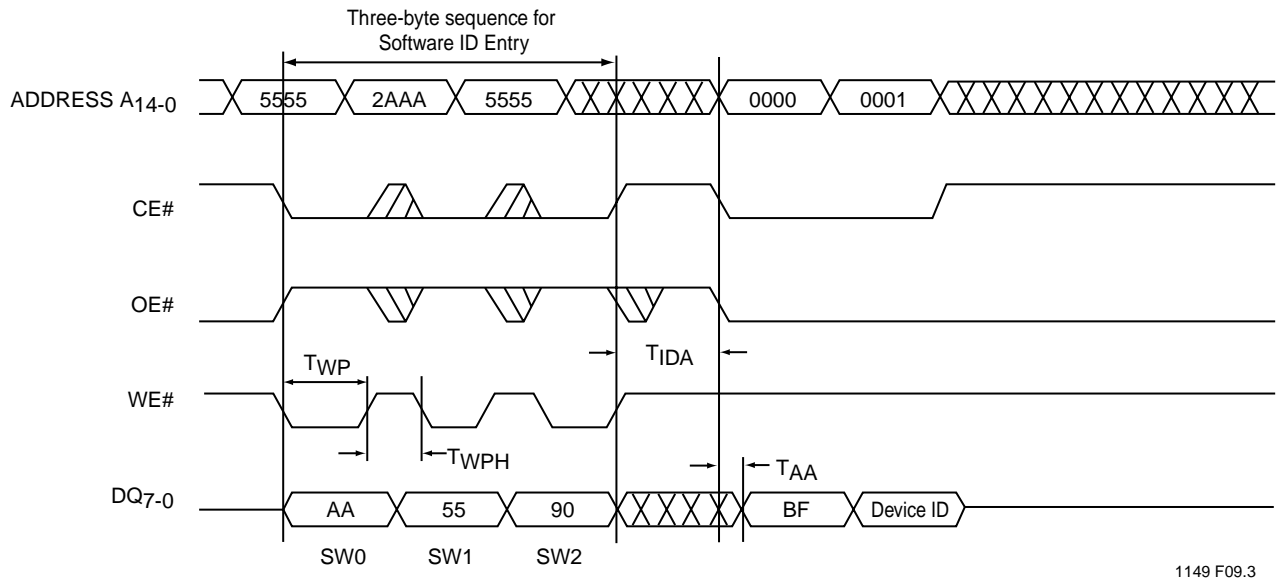 Three-byte sequence for
Software ID Entry
ADDRESS A14-0 5555 2AAA 5555 0000 0001
CE#
OE#
TIDA
TWP
WE#
TWPH
TAA
DQ7-0 AA 55 90 BF Device ID
SW0 SW1 SW2
1149 F09.3